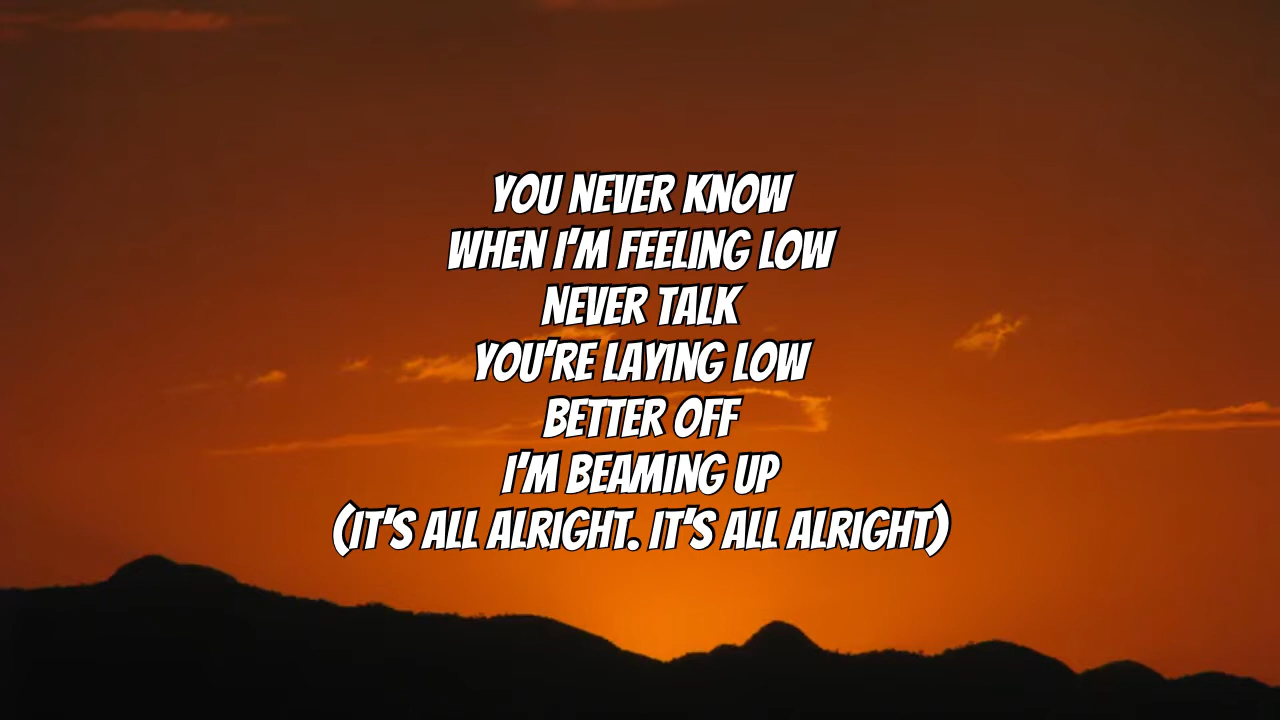 YOU NEVER KNOW
WHEN I'M FEELING LOW
NEVER TALK
YOU'RE LAYING LOW
BETTER OFF
I'M BEAMING UP
(IT'S ALL ALRIGHT. IT'S ALL ALRIGHT)